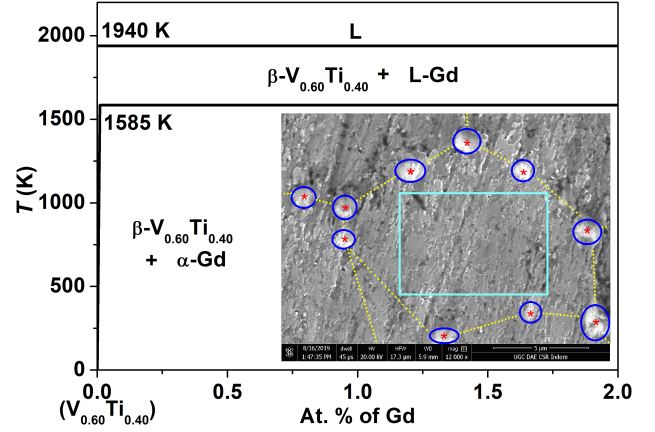 2000
1500
1000
500
0
T (K)
1940 K
L
β-V0.60Ti0.40 + L-Gd
1585 K
β-V0.60Ti0.40
+ α-Gd
8/16/2019 dwell HV HFW WD mag
1:47:35 PM 45 µs 20.00 kV 17.3 µm 5.9 mm 12 000 x
5 µm
UGC DAE CSR Indore
0.0 0.5 1.0 1.5 2.0
(V0.60Ti0.40)
At. % of Gd